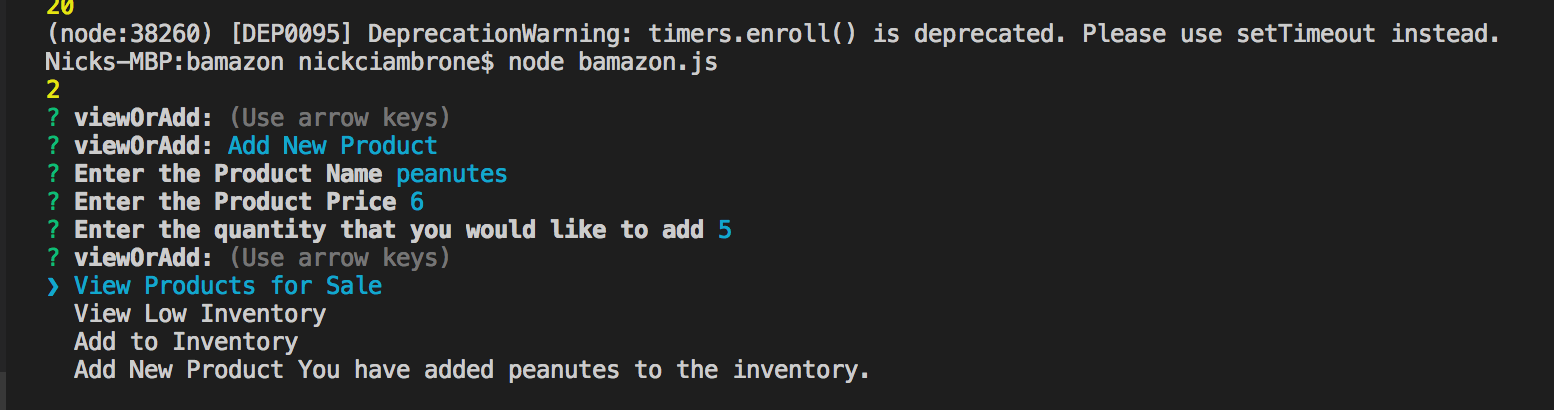 20
(node:38260) [DEP0095] DeprecationWarning: timers.enroll() is deprecated. Please use setTimeout instead.
Nicks-MBP:bamazon nickciambrone$ node bamazon.js
2
? viewOrAdd: (Use arrow keys)
? viewOrAdd: Add New Product
? Enter the Product Name peanutes
? Enter the Product Price 6
? Enter the quantity that you would like to add 5
? viewOrAdd: (Use arrow keys)
❯ View Products for Sale
View Low Inventory
Add to Inventory
Add New Product You have added peanutes to the inventory.